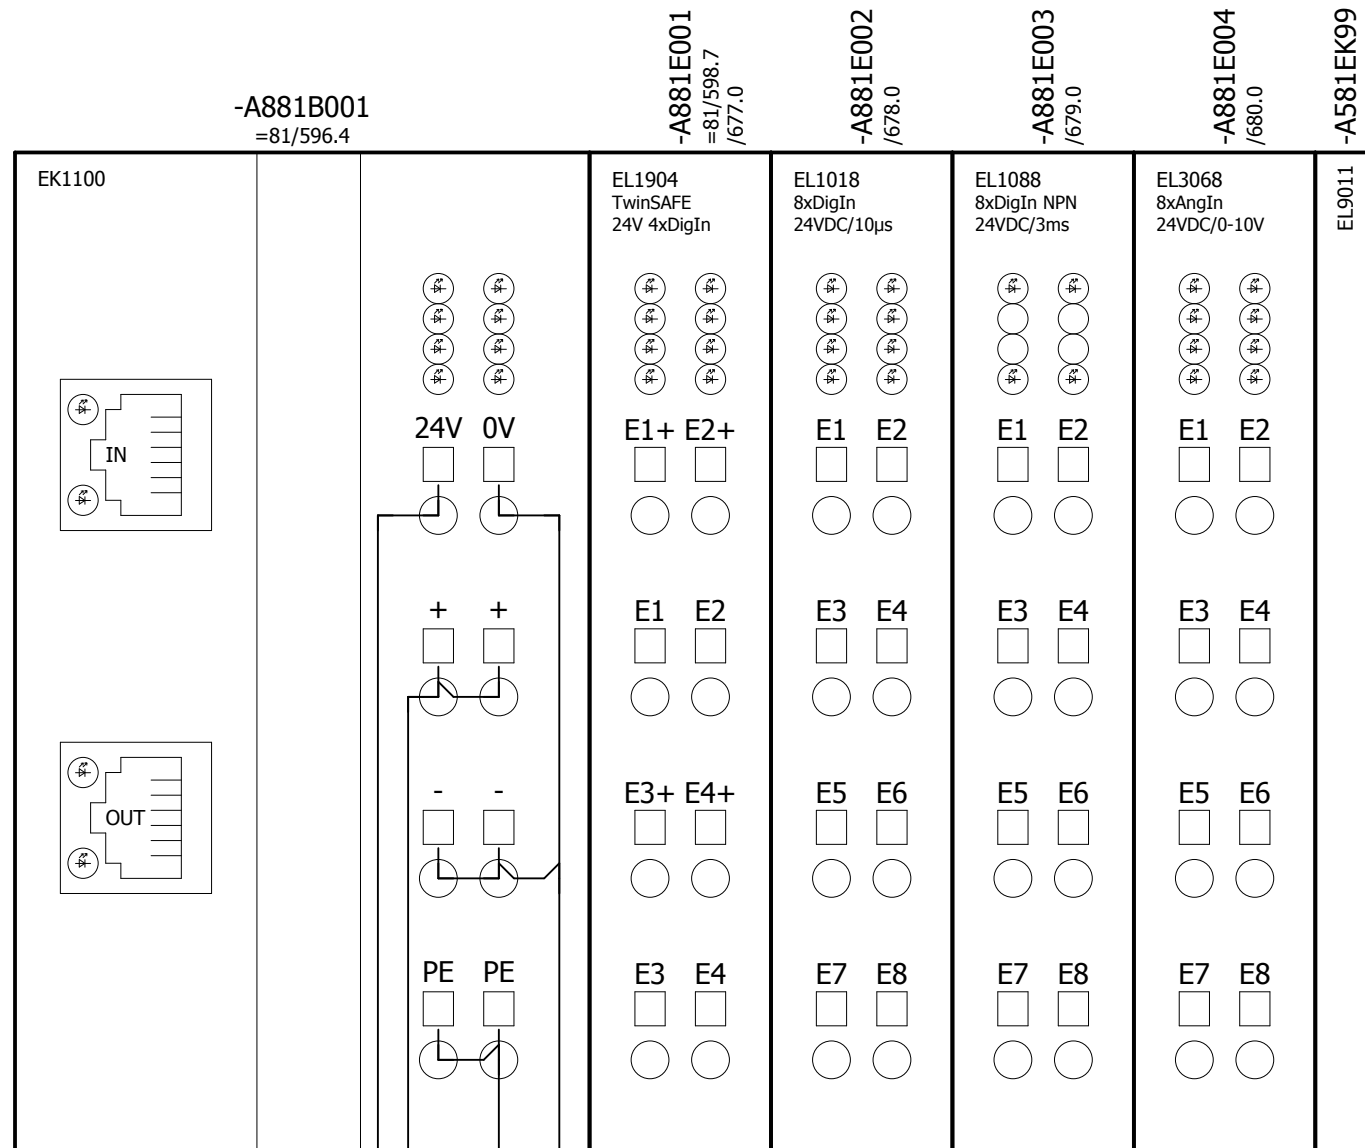 -A881B001
=81/596.4
-A881E001
=81/598.7
/677.0
-A881E002
/678.0
-A881E003
/679.0
-A881E004
/680.0
-A581EK99
EK1100
EL1904
TwinSAFE
24V 4xDigIn
EL1018
8xDigIn
24VDC/10µs
EL1088
8xDigIn NPN
24VDC/3ms
EL3068
8xAngIn
24VDC/0-10V
EL9011
IN
24V 0V
E1+ E2+
E1 E2
E1 E2
E1 E2
+ +
E1 E2
E3 E4
E3 E4
E3 E4
OUT
- -
E3+ E4+
E5 E6
E5 E6
E5 E6
PE PE
E3 E4
E7 E8
E7 E8
E7 E8